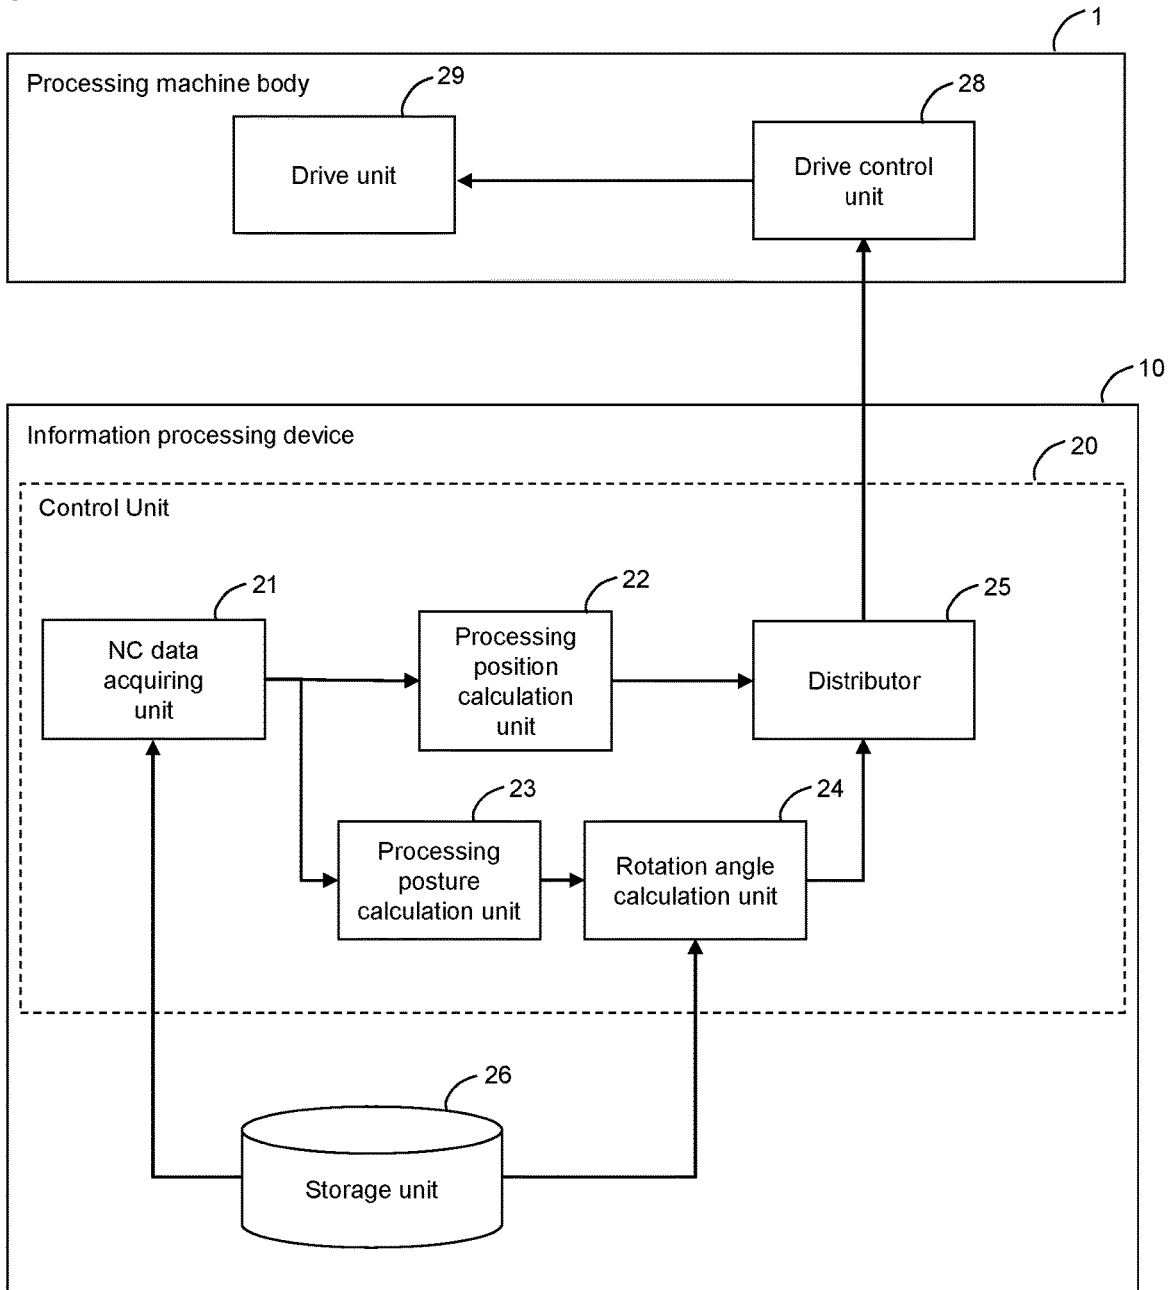 1
Processing machine body
29
28
Drive unit
Drive control
unit
10
Information processing device
20
Control Unit
21
22
25
NC data
acquiring
unit
Processing
position
calculation
unit
Distributor
23
24
Processing
posture
calculation unit
Rotation angle
calculation unit
26
Storage unit